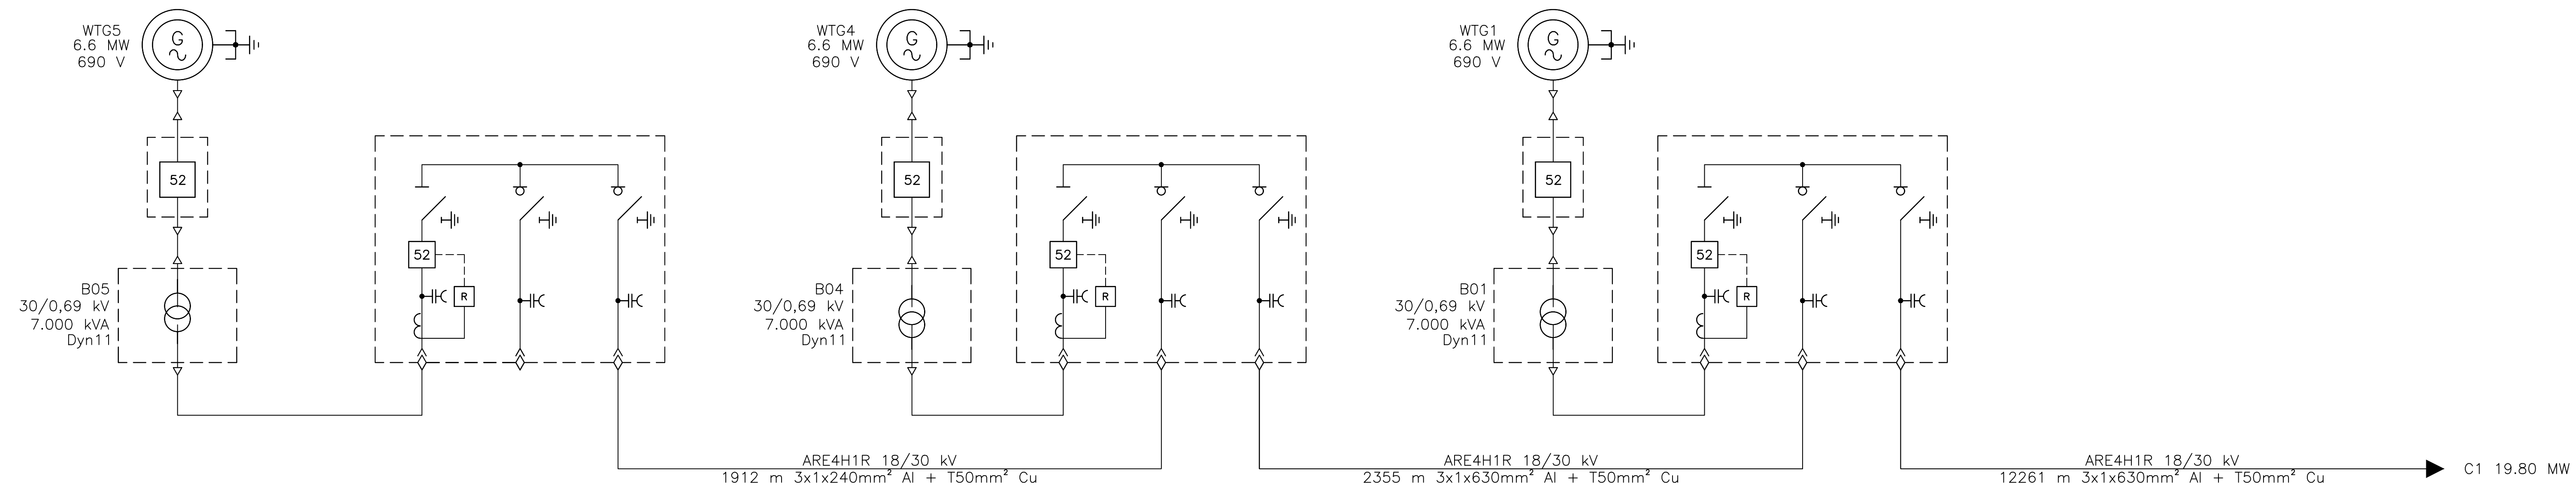 WTG5
6.6 MW
690 V
G
52
B05
30/0,69 kV
7.000 kVA
Dyn11
52
R
ARE4H1R 18/30 kV
1912 m 3x1x240mm² Al + T50mm² Cu
WTG4
6.6 MW
690 V
G
52
B04
30/0,69 kV
7.000 kVA
Dyn11
52
R
ARE4H1R 18/30 kV
2355 m 3x1x630mm² Al + T50mm² Cu
WTG1
6.6 MW
690 V
G
52
B01
30/0,69 kV
7.000 kVA
Dyn11
52
R
ARE4H1R 18/30 kV
12261 m 3x1x630mm² Al + T50mm² Cu
C1 19.80 MW